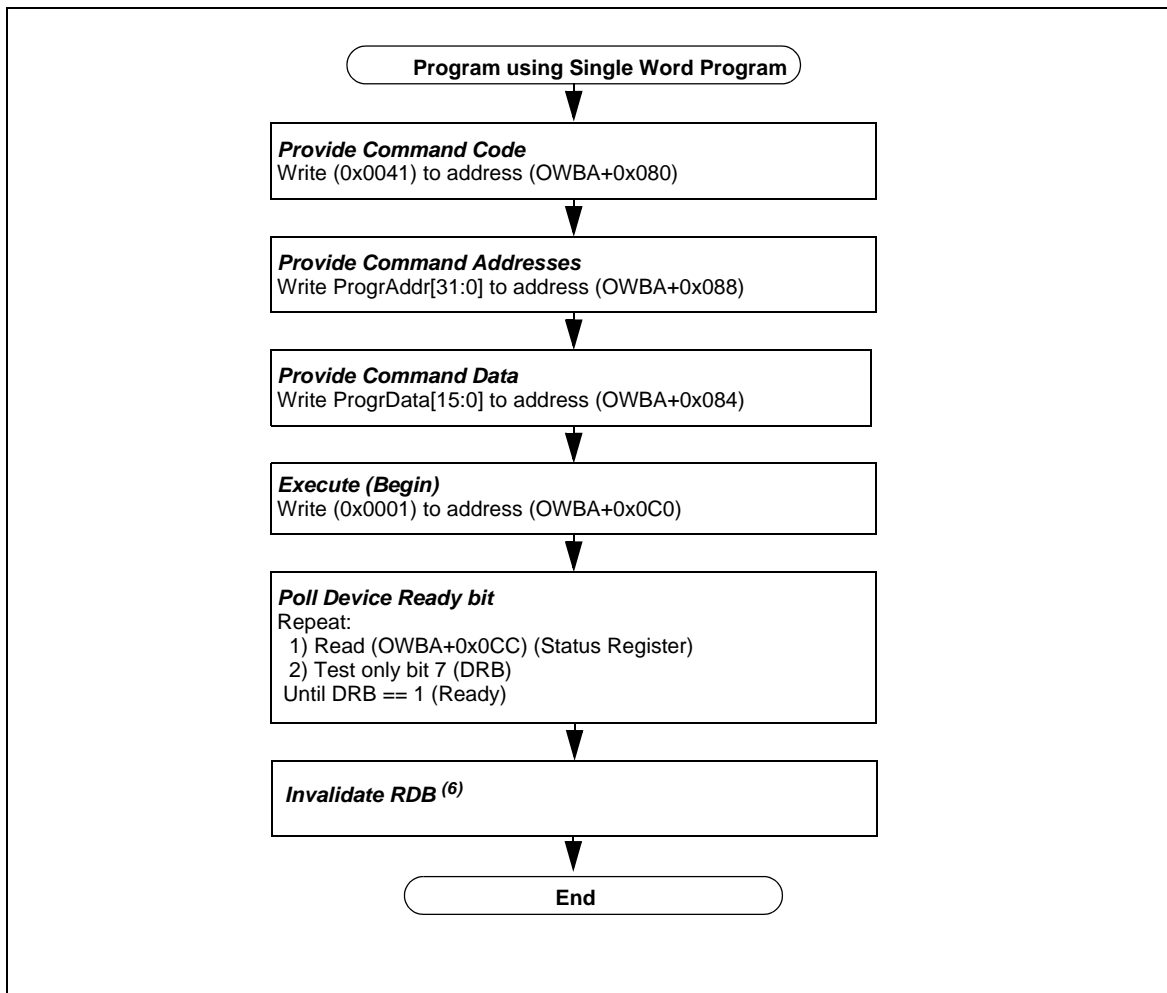 Program using Single Word Program
Provide Command Code
Write (0x0041) to address (OWBA+0x080)
Provide Command Addresses
Write ProgrAddr[31:0] to address (OWBA+0x088)
Provide Command Data
Write ProgrData[15:0] to address (OWBA+0x084)
Execute (Begin)
Write (0x0001) to address (OWBA+0x0C0)
Poll Device Ready bit
Repeat:
1) Read (OWBA+0x0CC) (Status Register)
2) Test only bit 7 (DRB)
Until DRB == 1 (Ready)
Invalidate RDB (6)
End